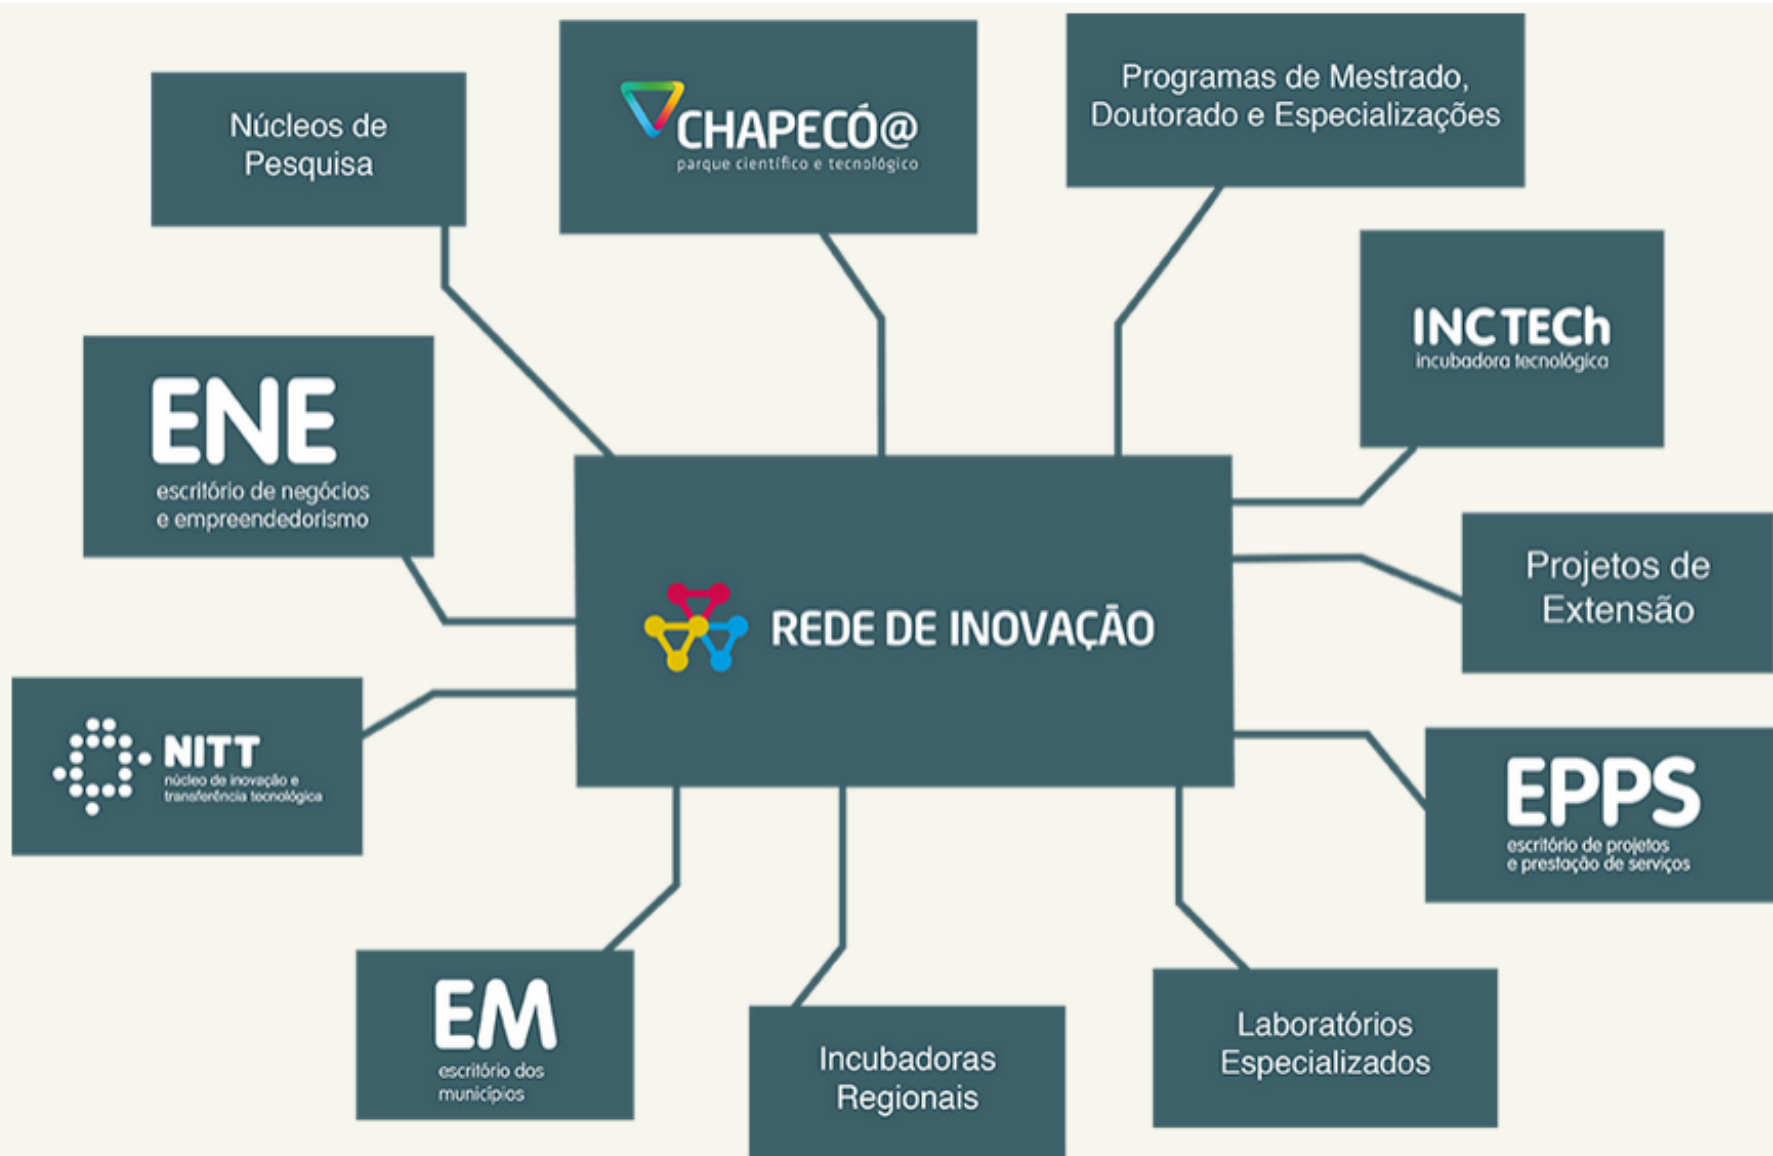 Núcleos de
Pesquisa
CHAPECÓ@
parque científico e tecnológico
Programas de Mestrado,
Doutorado e Especializações
INCTECh
incubadora tecnológica
ENE
escritório de negócios
e empreendedorismo
REDE DE INOVAÇÃO
Projetos de
Extensão
NITT
núcleo de inovação e
transferência tecnológica
EPPS
escritório de projetos
e prestação de serviços
EM
escritório dos
municípios
Incubadoras
Regionais
Laboratórios
Especializados